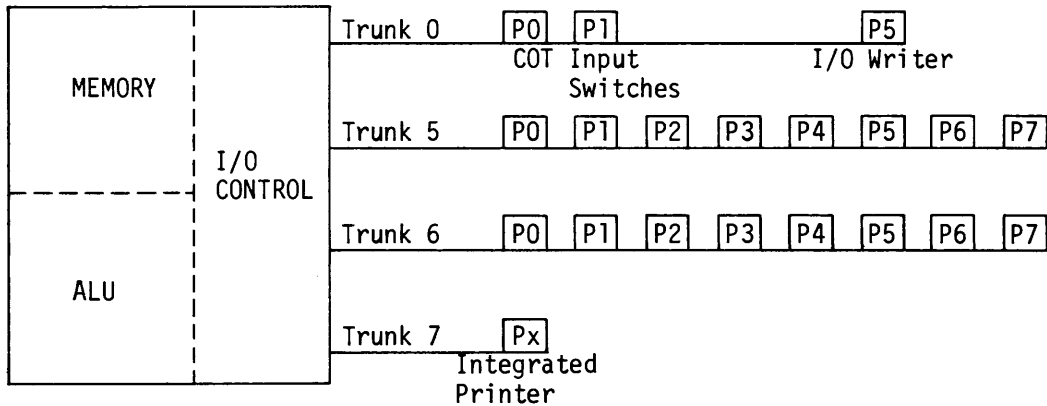 Trunk 0 P0 P1 P5
COT Input I/O Writer
Switches
MEMORY
Trunk 5 P0 P1 P2 P3 P4 P5 P6 P7
I/O
CONTROL
Trunk 6 P0 P1 P2 P3 P4 P5 P6 P7
ALU
Trunk 7 Px
Integrated
Printer